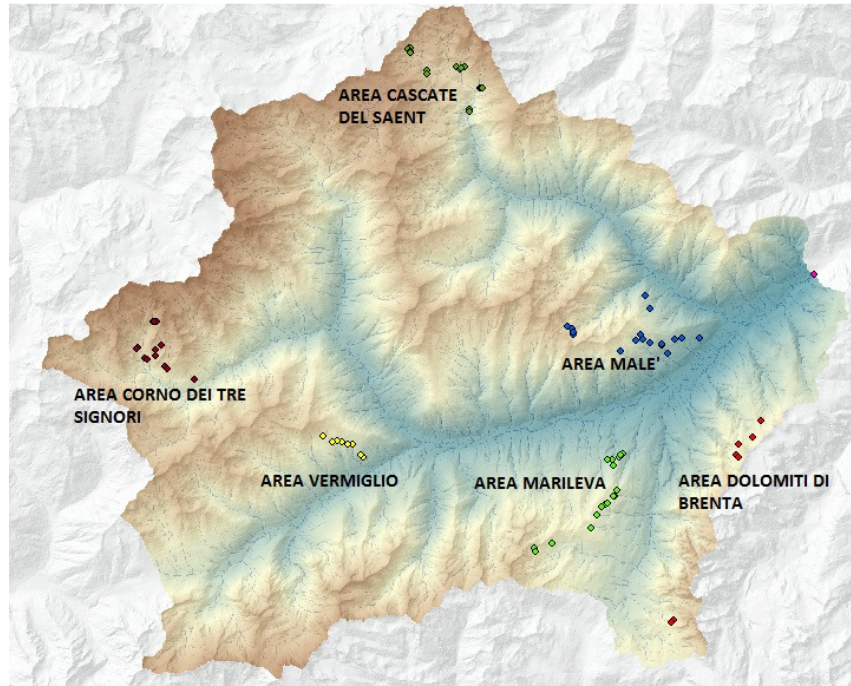 AREA CASCATE
DEL SAENT
AREA MALE'
AREA CORNO DEI TRE
SIGNORI
AREA VERMIGLIO
AREA MARILEVA
AREA DOLOMITI DI
BRENTA